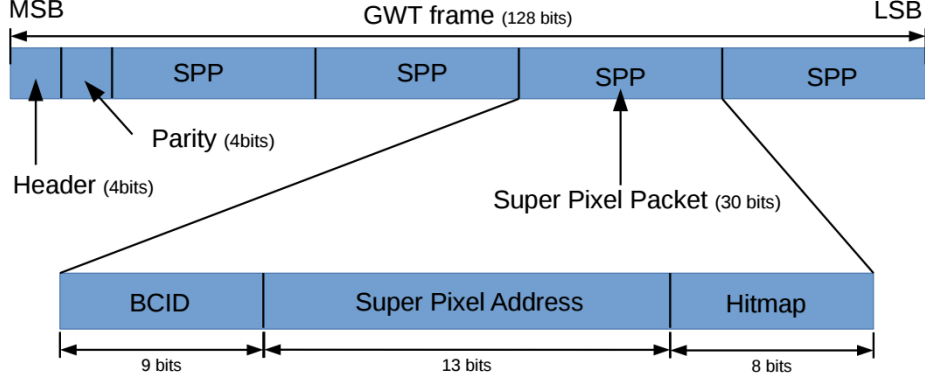 MSB GWT frame (128 bits) LSB
SPP SPP SPP SPP
Parity (4bits)
Header (4bits) Super Pixel Packet (30 bits)
BCID Super Pixel Address Hitmap
9 bits 13 bits 8 bits